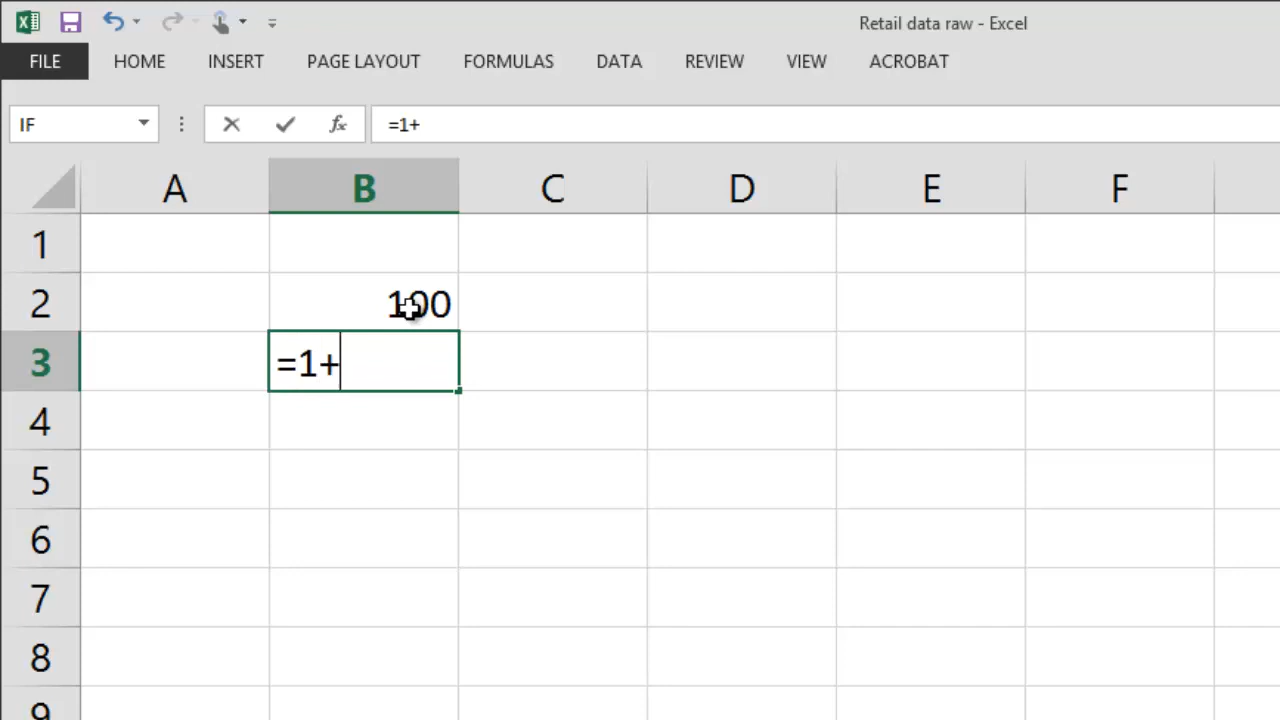 Retail data raw - Excel
FILE HOME INSERT PAGE LAYOUT FORMULAS DATA REVIEW VIEW ACROBAT
IF fx =1+
A B C D E F
1
2 100
3 =1+
4
5
6
7
8
9